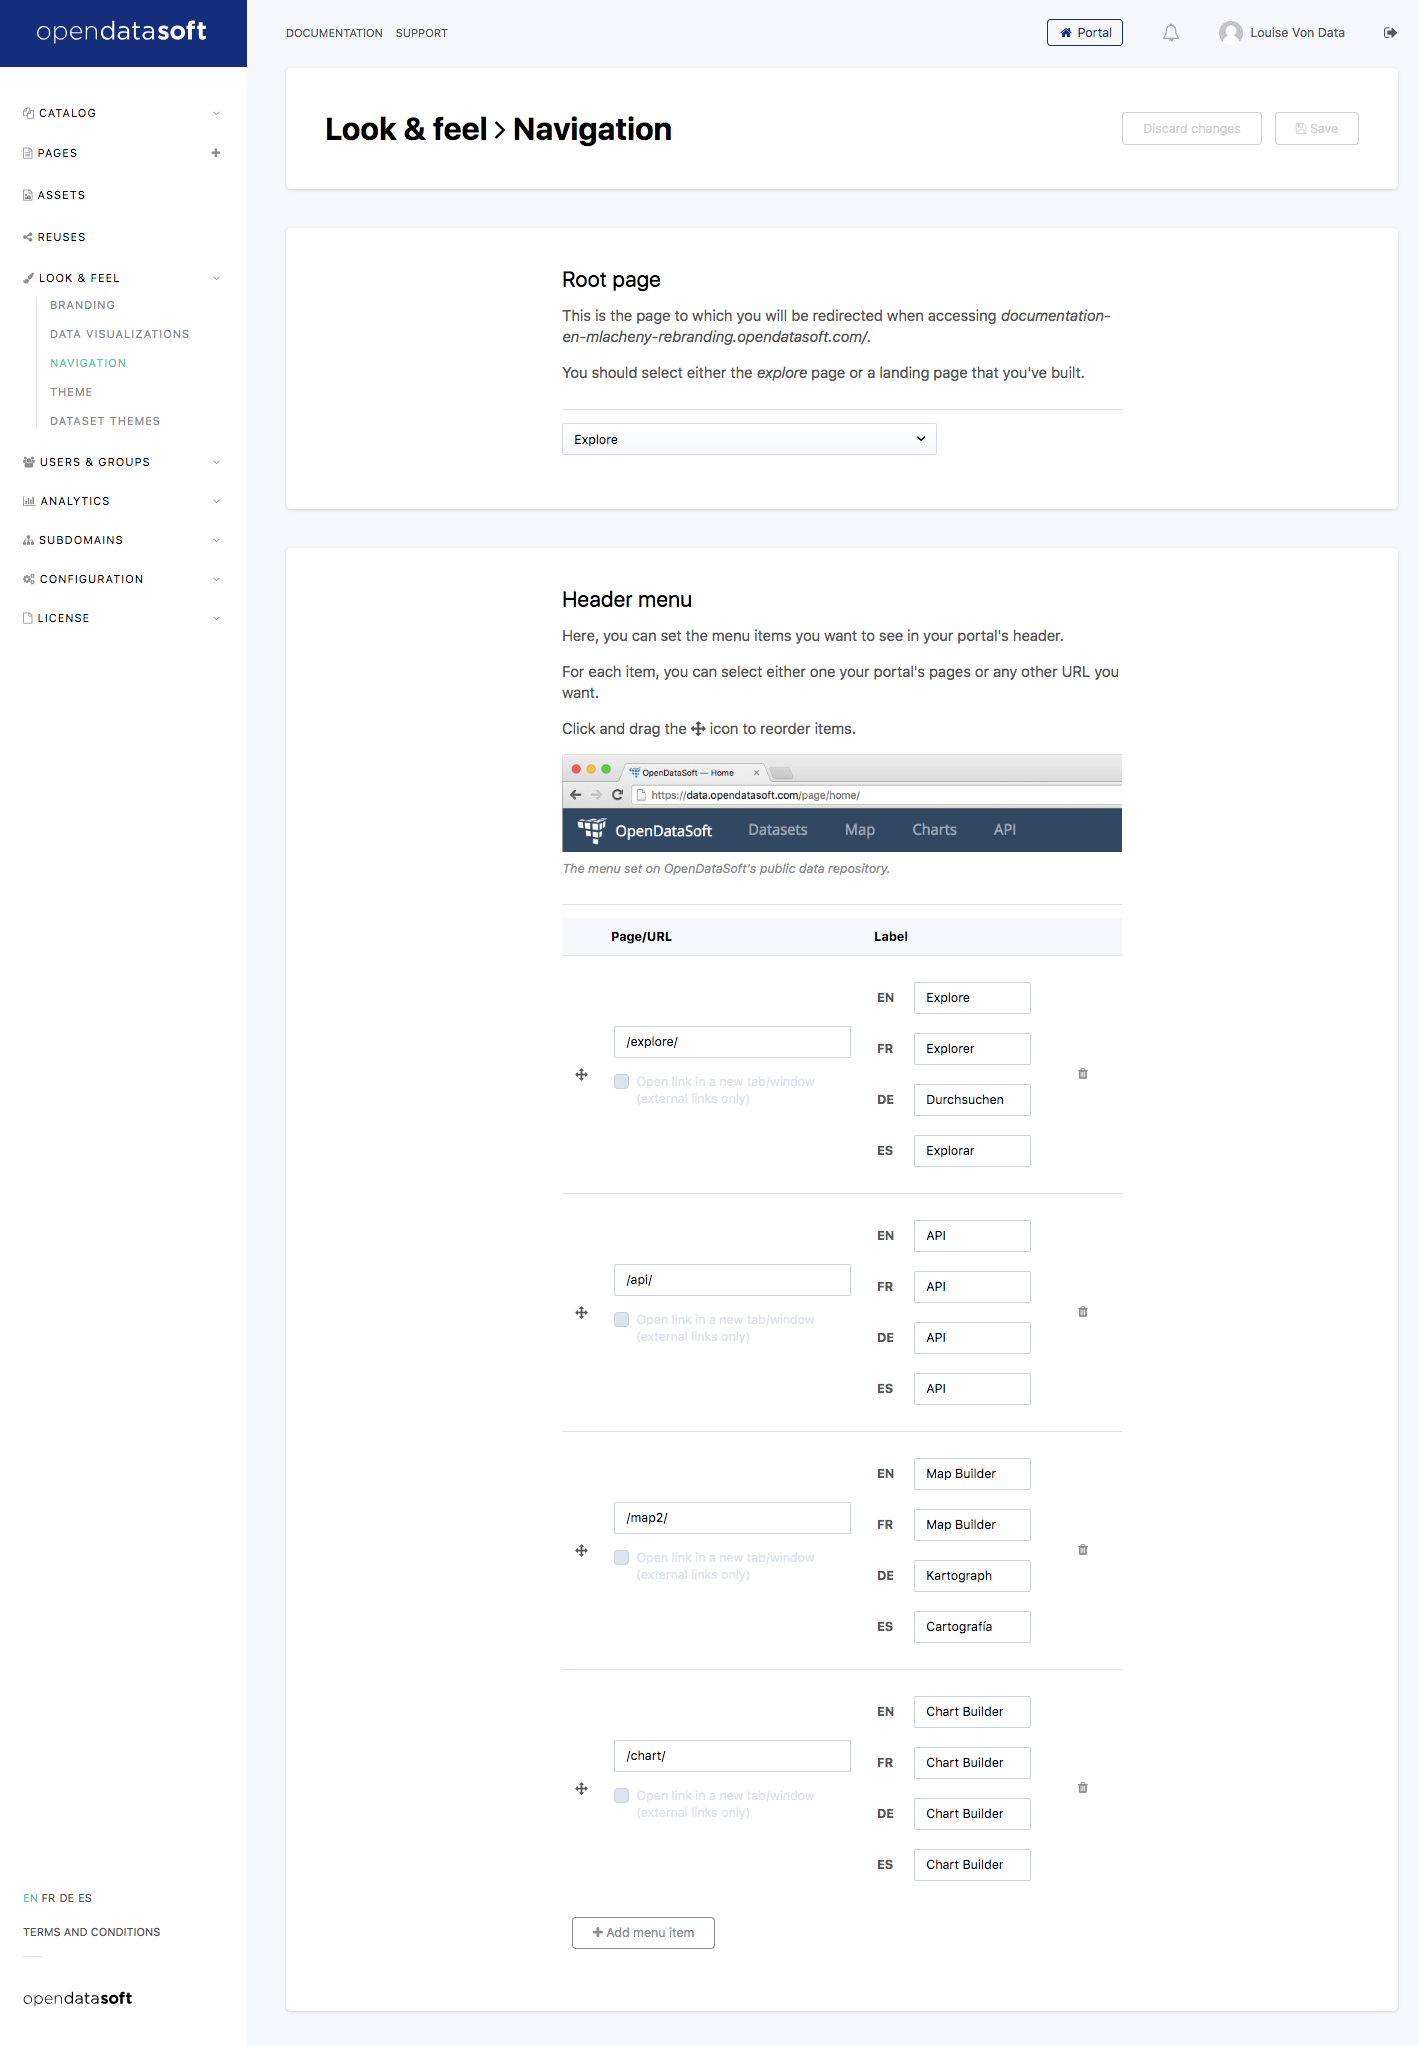 opendatasoft
DOCUMENTATION SUPPORT
Portal
Louise Von Data
CATALOG
PAGES
ASSETS
REUSES
LOOK & FEEL
BRANDING
DATA VISUALIZATIONS
NAVIGATION
THEME
DATASET THEMES
USERS & GROUPS
ANALYTICS
SUBDOMAINS
CONFIGURATION
LICENSE
EN FR DE ES
TERMS AND CONDITIONS
opendatasoft
Look & feel > Navigation
Discard changes
Save
Root page
This is the page to which you will be redirected when accessing documentation-
en-mlacheny-rebranding.opendatasoft.com/.
You should select either the explore page or a landing page that you've built.
Explore
Header menu
Here, you can set the menu items you want to see in your portal's header.
For each item, you can select either one your portal's pages or any other URL you
want.
Click and drag the icon to reorder items.
OpenDataSoft — Home
https://data.opendatasoft.com/page/home/
OpenDataSoft Datasets Map Charts API
The menu set on OpenDataSoft's public data repository.
Page/URL Label
EN Explore
/explore/
FR Explorer
Open link in a new tab/window
(external links only)
DE Durchsuchen
ES Explorar
EN API
/api/
FR API
Open link in a new tab/window
(external links only)
DE API
ES API
EN Map Builder
/map2/
FR Map Builder
Open link in a new tab/window
(external links only)
DE Kartograph
ES Cartografía
EN Chart Builder
/chart/
FR Chart Builder
Open link in a new tab/window
(external links only)
DE Chart Builder
ES Chart Builder
+ Add menu item